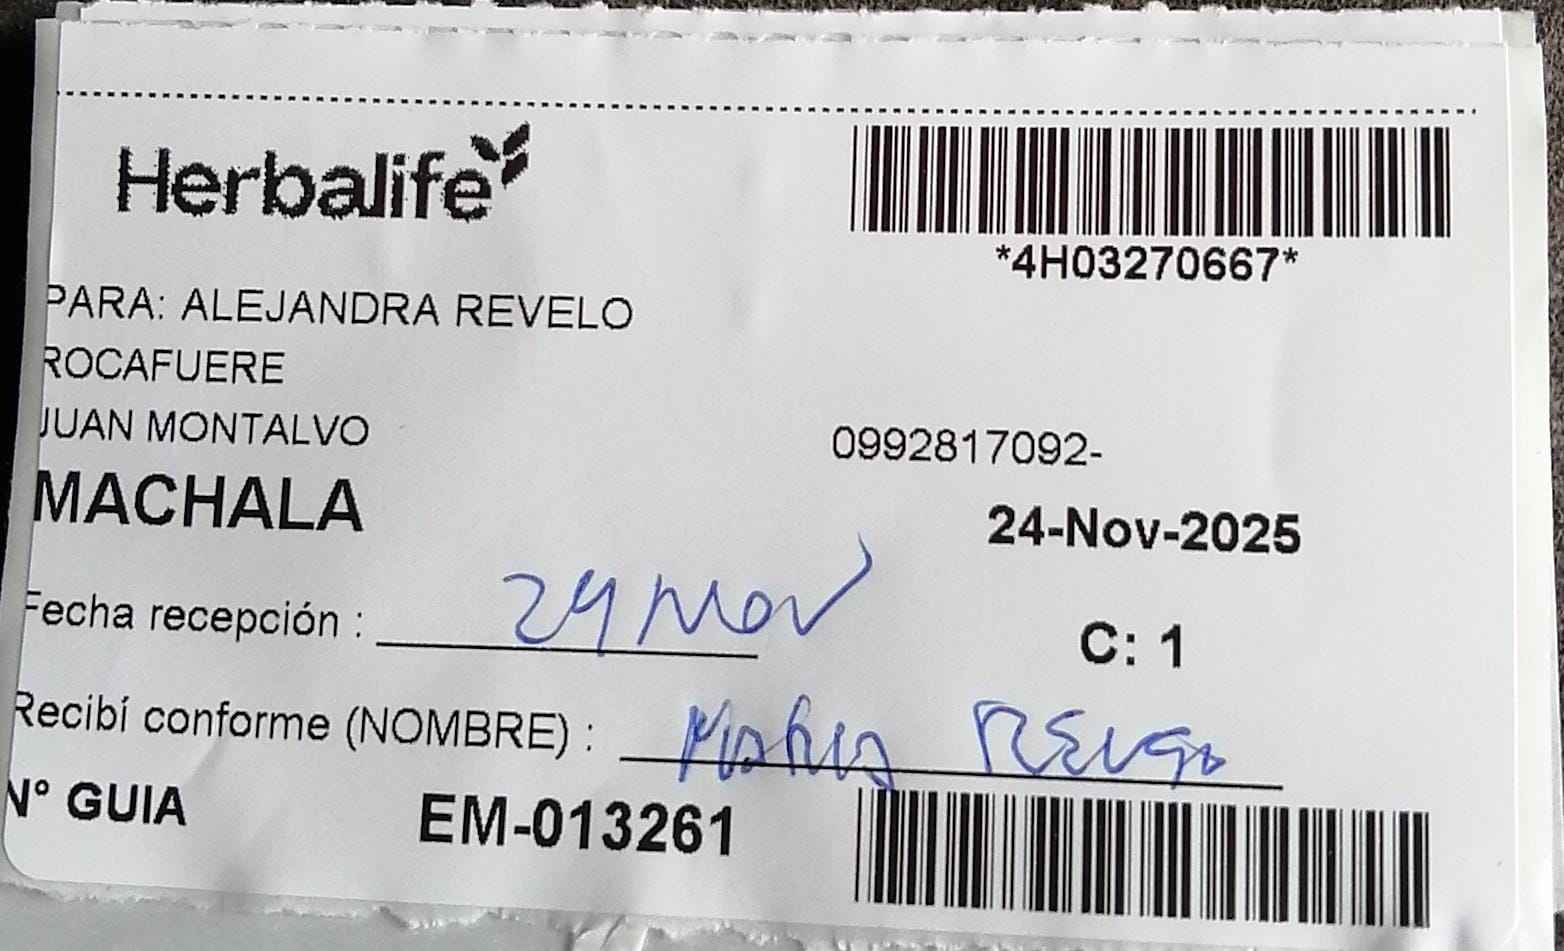 Herbalife
*4H03270667*
PARA: ALEJANDRA REVELO
ROCAFUERE
JUAN MONTALVO
0992817092-
MACHALA
24-Nov-2025
Fecha recepción : 24 Nov
C: 1
Recibí conforme (NOMBRE) :
N° GUIA EM-013261